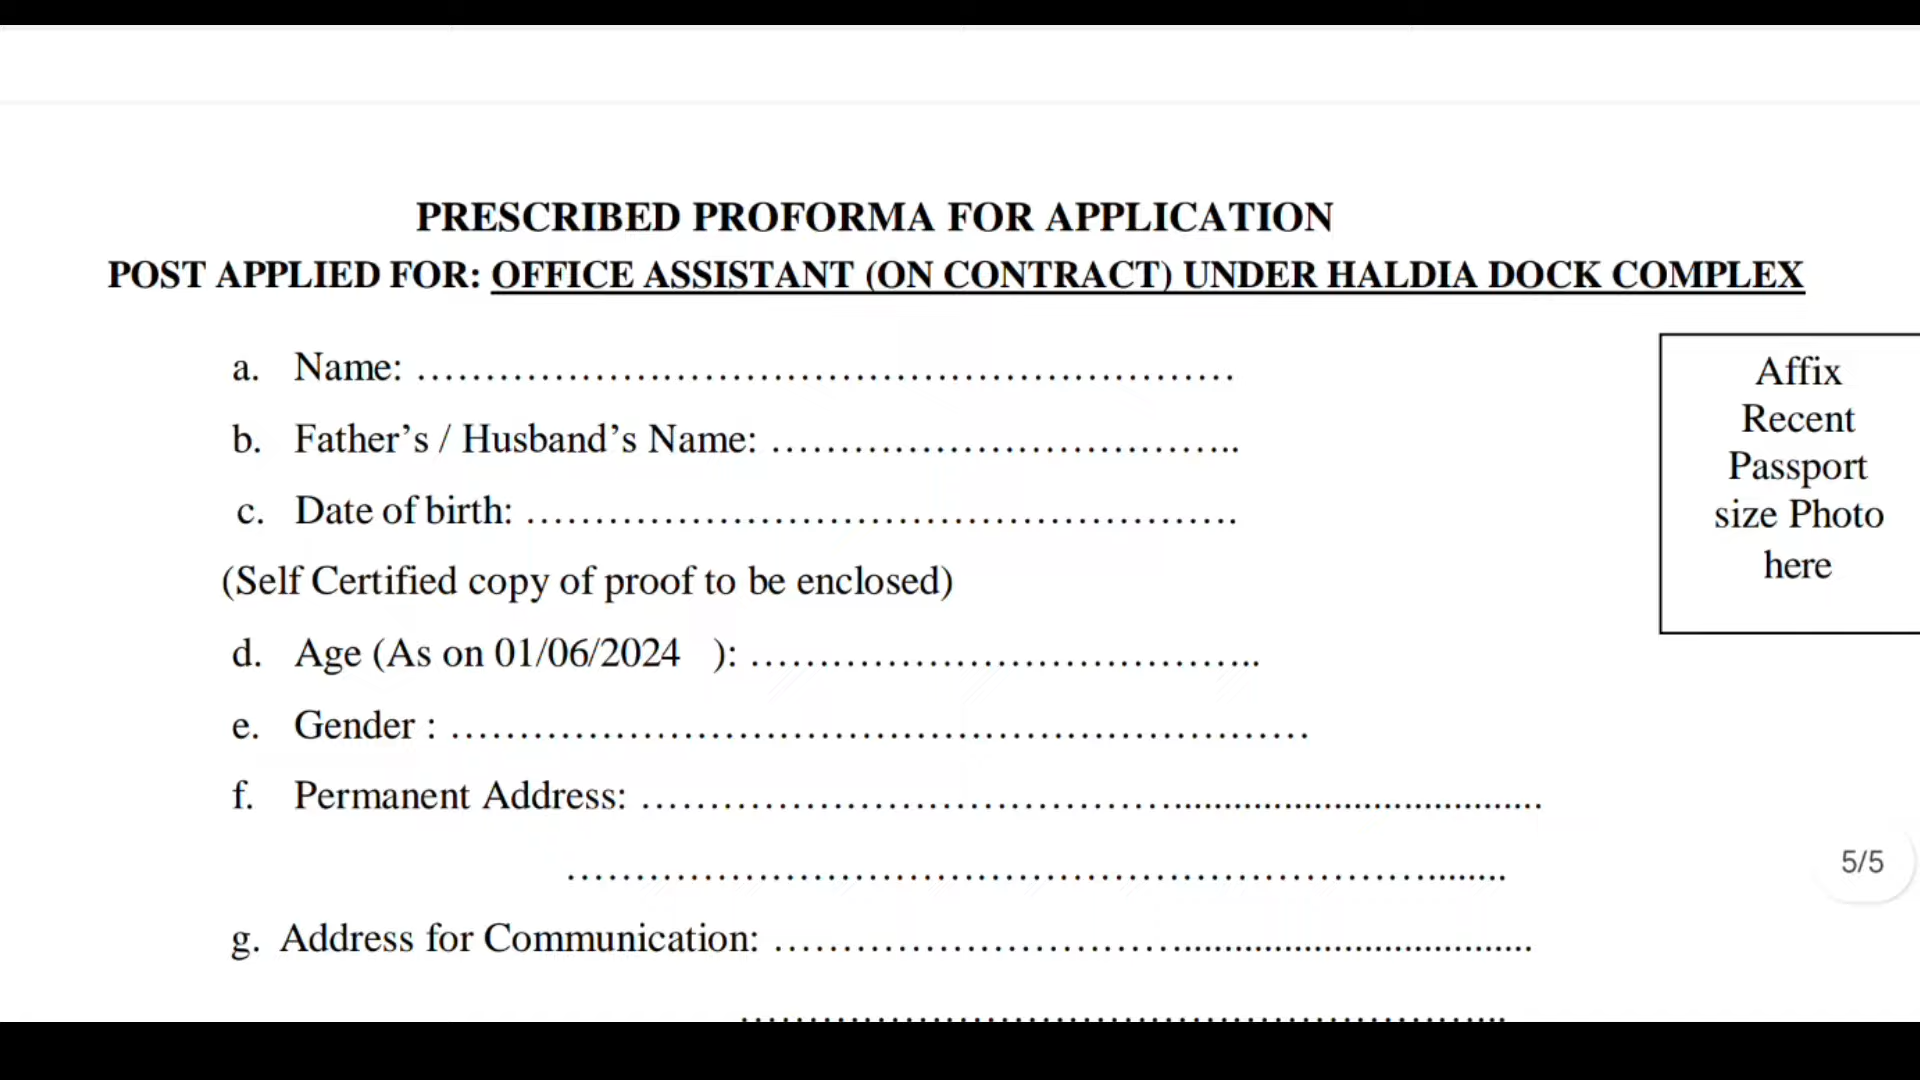 PRESCRIBED PROFORMA FOR APPLICATION
POST APPLIED FOR: OFFICE ASSISTANT (ON CONTRACT) UNDER HALDIA DOCK COMPLEX
a. Name: ……………………………………………………
b. Father’s / Husband’s Name: ……………………………..
c. Date of birth: …………………………………………….
(Self Certified copy of proof to be enclosed)
d. Age (As on 01/06/2024 ): ………………………………..
e. Gender : ………………………………………………………
f. Permanent Address: …………………………………..................................
………………………………………………………........
g. Address for Communication: …………………………..................................
………………………………………………...
Affix
Recent
Passport
size Photo
here
5/5